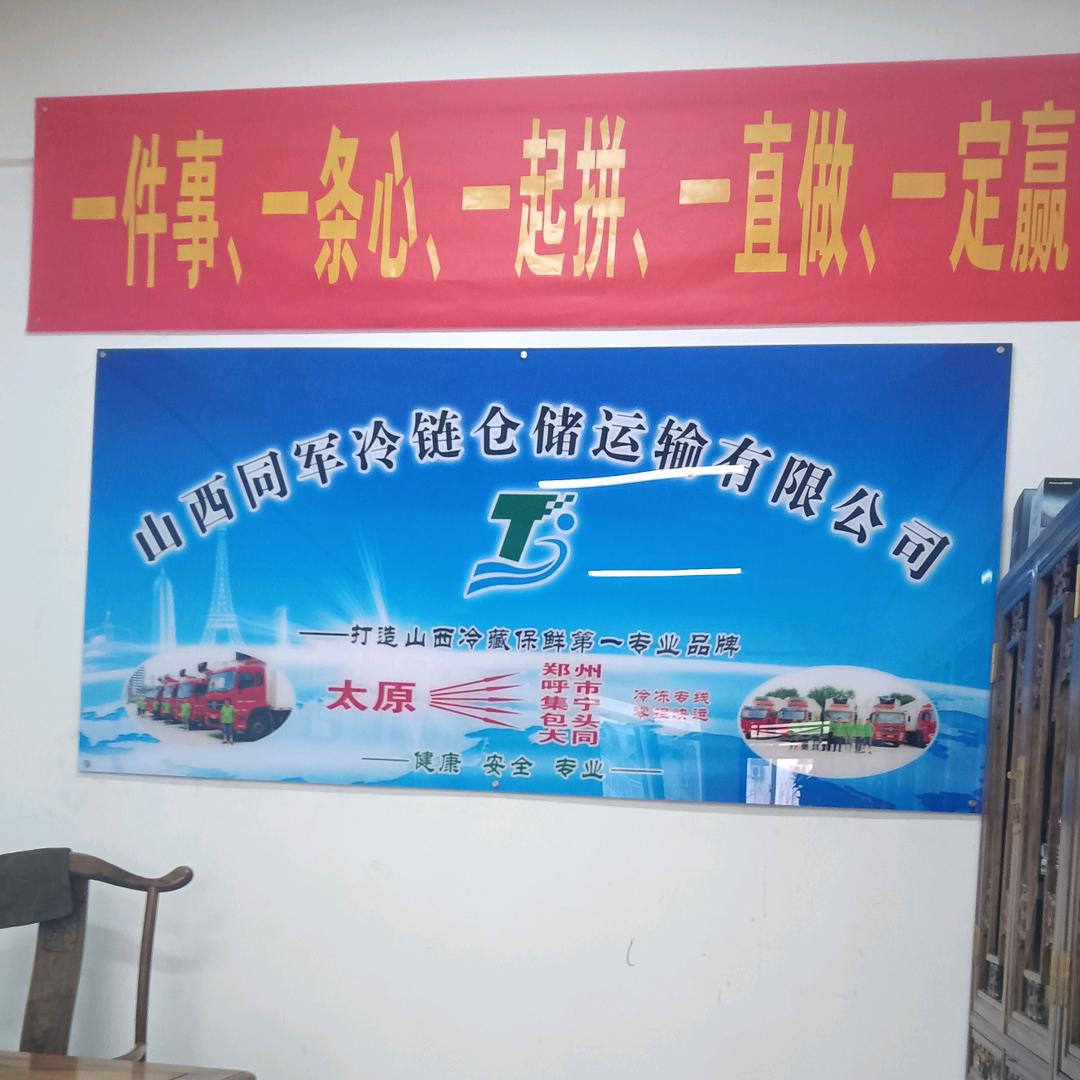 一件事、一条心、一起拼、一直做、一定赢
山西同军冷链仓储运输有限公司
T
——打造山西冷藏保鲜第一专业品牌
太原
郑州
呼市
集宁
包头
大同
冷冻专线
——健康 安全 专业——